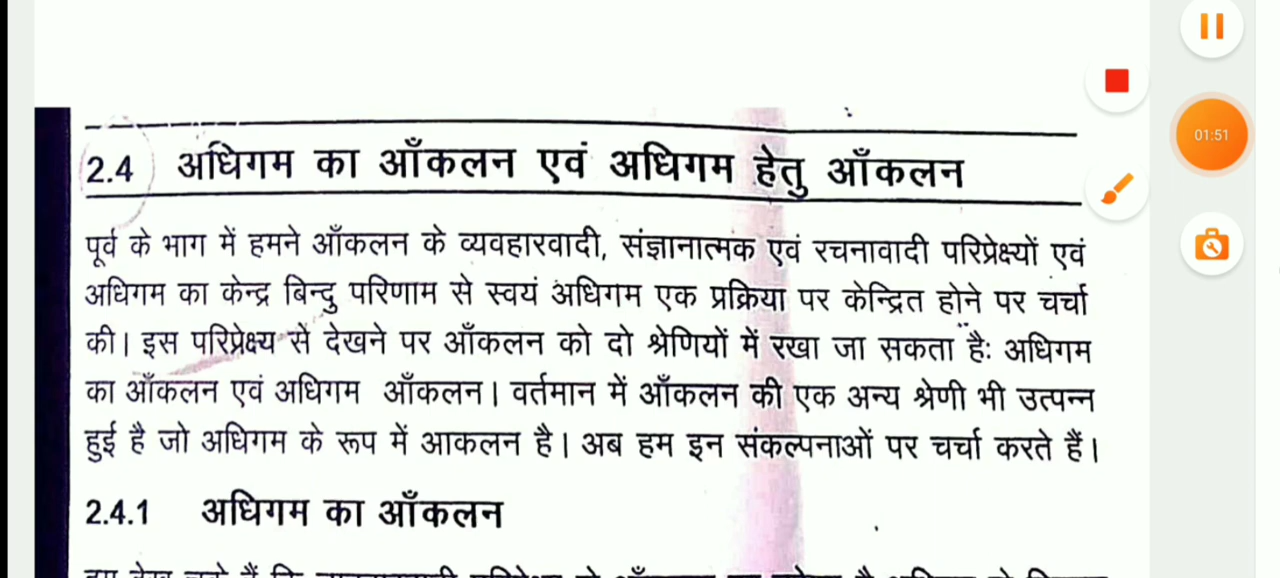 01:51
2.4 अधिगम का आँकलन एवं अधिगम हेतु आँकलन
पूर्व के भाग में हमने आँकलन के व्यवहारवादी, संज्ञानात्मक एवं रचनावादी परिप्रेक्ष्यों एवं
अधिगम का केन्द्र बिन्दु परिणाम से स्वयं अधिगम एक प्रक्रिया पर केन्द्रित होने पर चर्चा
की। इस परिप्रेक्ष्य से देखने पर आँकलन को दो श्रेणियों में रखा जा सकता है: अधिगम
का आँकलन एवं अधिगम आँकलन। वर्तमान में आँकलन की एक अन्य श्रेणी भी उत्पन्न
हुई है जो अधिगम के रूप में आकलन है। अब हम इन संकल्पनाओं पर चर्चा करते हैं।
2.4.1 अधिगम का आँकलन